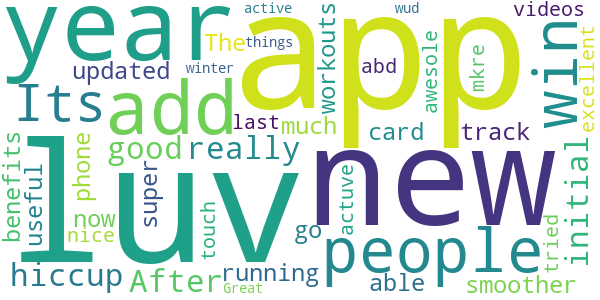 year
app
active
wud
videos
The
things
updated
winter
workouts
abd
awesole
mkre
win
excellent
Its
add
last
much
card
track
luv
new
benefits
useful
phone
good
really
initial
super
now
nice
touch
actuve
go
people
tried
hiccup
After
running
Great
able
smoother